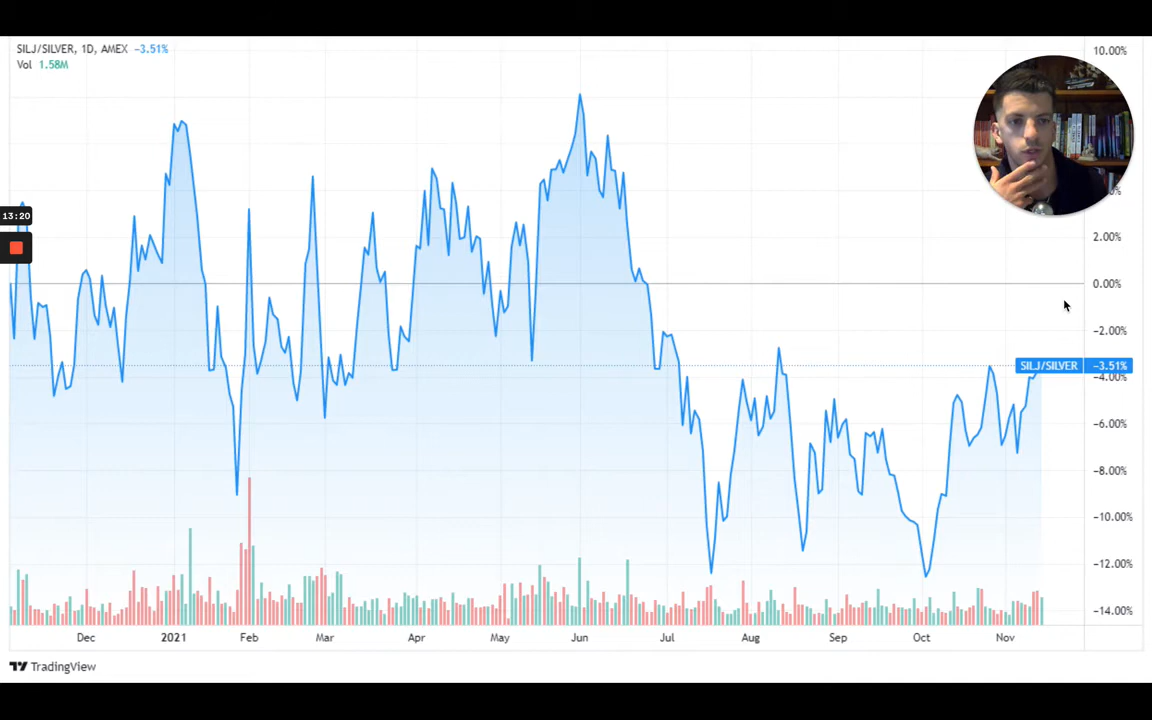 SILJ/SILVER, 1D, AMEX −3.51%
Vol 1.58M
10.00%
13:20
2.00%
0.00%
−2.00%
SILJ/SILVER −3.51%
−4.00%
−6.00%
−8.00%
−10.00%
−12.00%
−14.00%
Dec 2021 Feb Mar Apr May Jun Jul Aug Sep Oct Nov
TradingView